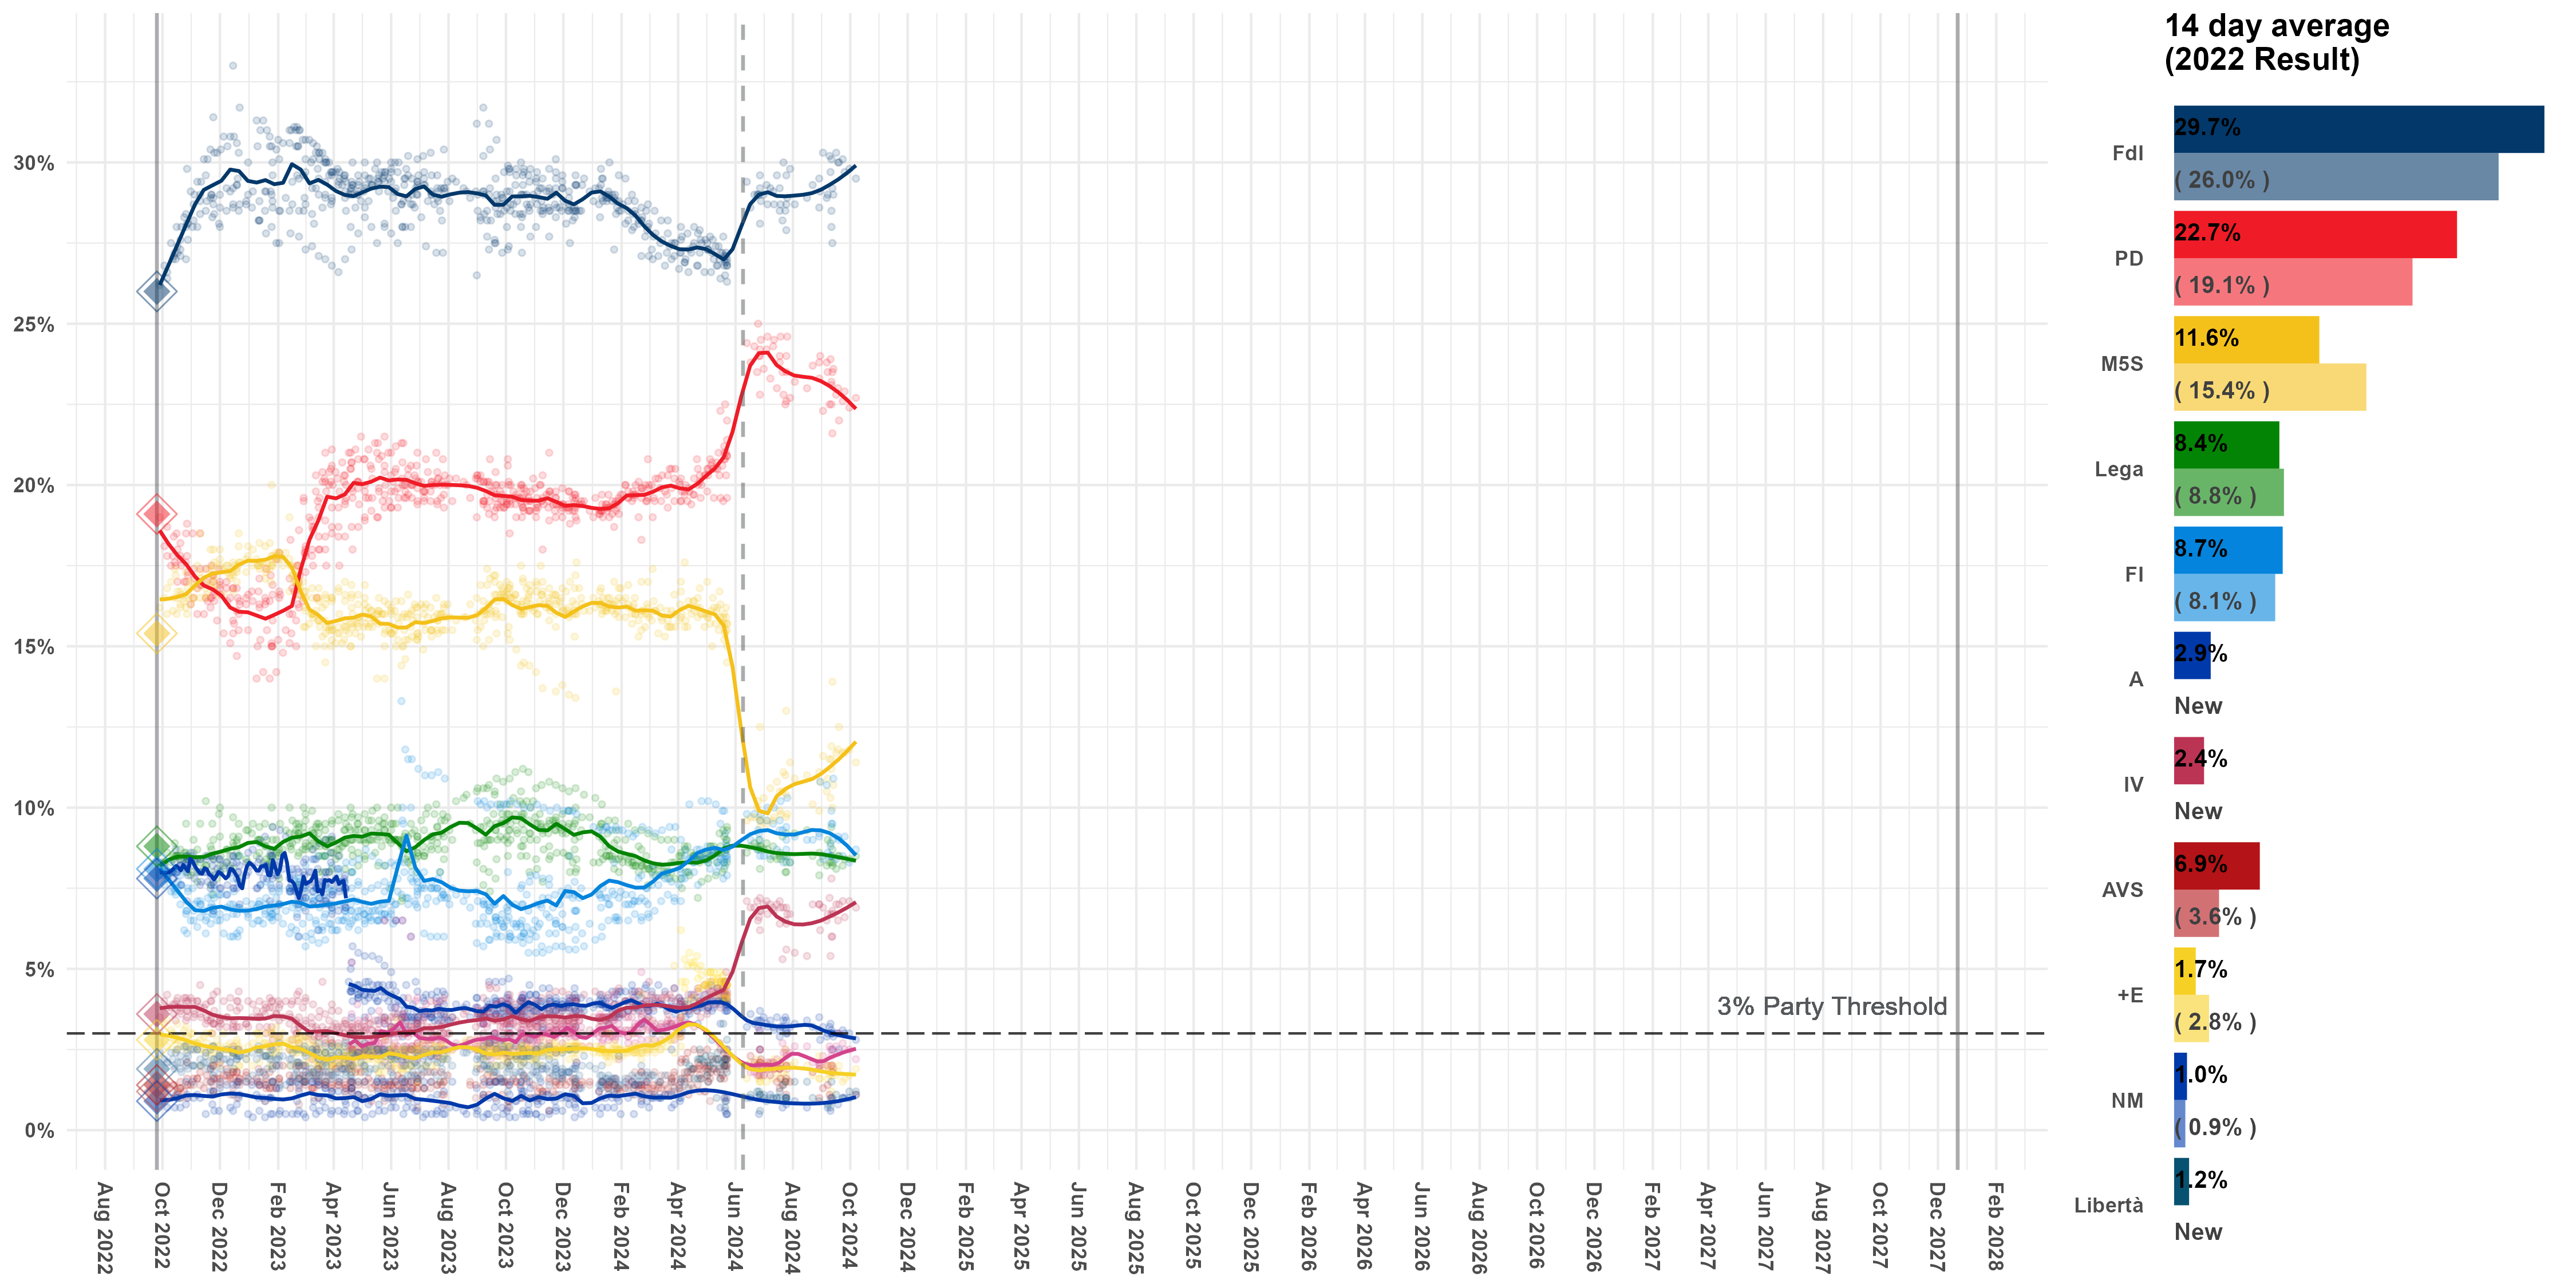 30%
25%
20%
15%
10%
5%
0%
3% Party Threshold
Aug 2022
Oct 2022
Dec 2022
Feb 2023
Apr 2023
Jun 2023
Aug 2023
Oct 2023
Dec 2023
Feb 2024
Apr 2024
Jun 2024
Aug 2024
Oct 2024
Dec 2024
Feb 2025
Apr 2025
Jun 2025
Aug 2025
Oct 2025
Dec 2025
Feb 2026
Apr 2026
Jun 2026
Aug 2026
Oct 2026
Dec 2026
Feb 2027
Apr 2027
Jun 2027
Aug 2027
Oct 2027
Dec 2027
Feb 2028
14 day average
(2022 Result)
FdI
29.7%
( 26.0% )
PD
22.7%
( 19.1% )
M5S
11.6%
( 15.4% )
Lega
8.4%
( 8.8% )
FI
8.7%
( 8.1% )
A
2.9%
New
IV
2.4%
New
AVS
6.9%
( 3.6% )
+E
1.7%
( 2.8% )
NM
1.0%
( 0.9% )
Libertà
1.2%
New